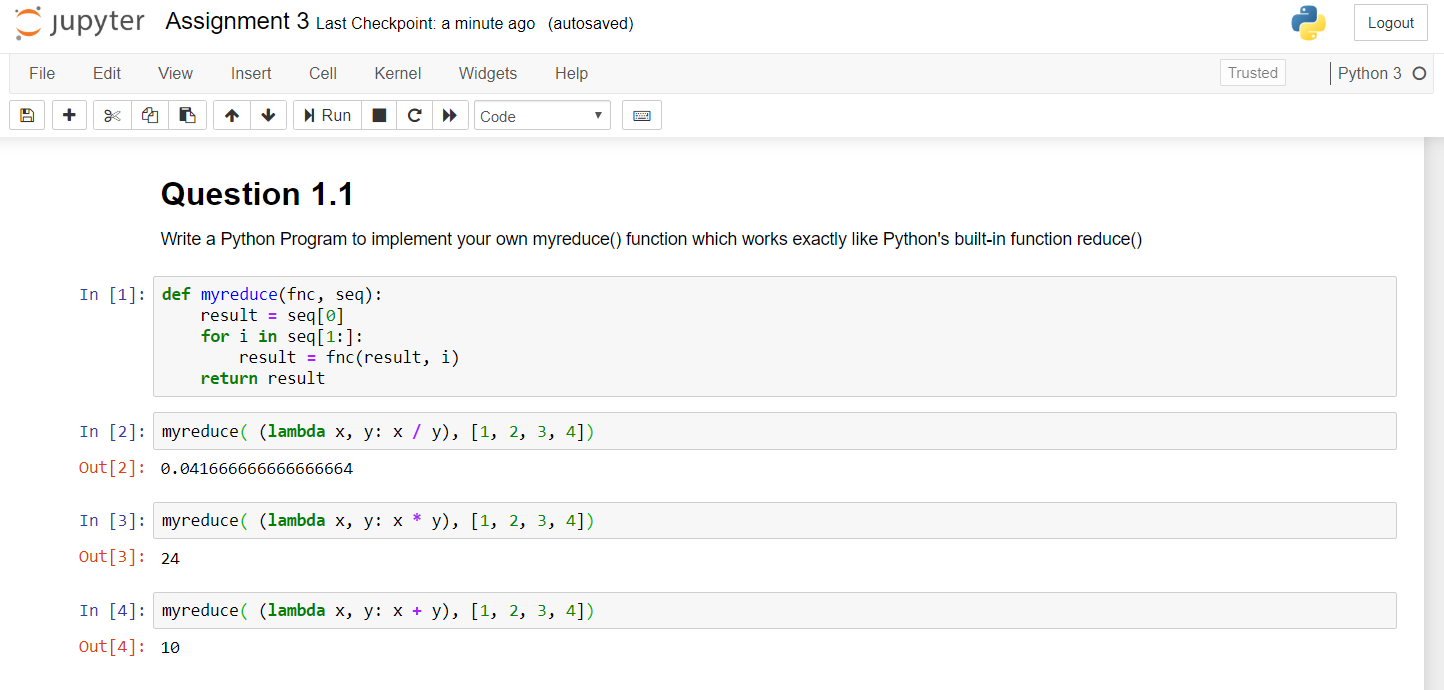 jupyter Assignment 3 Last Checkpoint: a minute ago (autosaved) Logout
File Edit View Insert Cell Kernel Widgets Help Trusted Python 3
Run Code
Question 1.1
Write a Python Program to implement your own myreduce() function which works exactly like Python's built-in function reduce()
In [1]: def myreduce(fnc, seq):
    result = seq[0]
    for i in seq[1:]:
        result = fnc(result, i)
    return result
In [2]: myreduce( (lambda x, y: x / y), [1, 2, 3, 4])
Out[2]: 0.041666666666666664
In [3]: myreduce( (lambda x, y: x * y), [1, 2, 3, 4])
Out[3]: 24
In [4]: myreduce( (lambda x, y: x + y), [1, 2, 3, 4])
Out[4]: 10